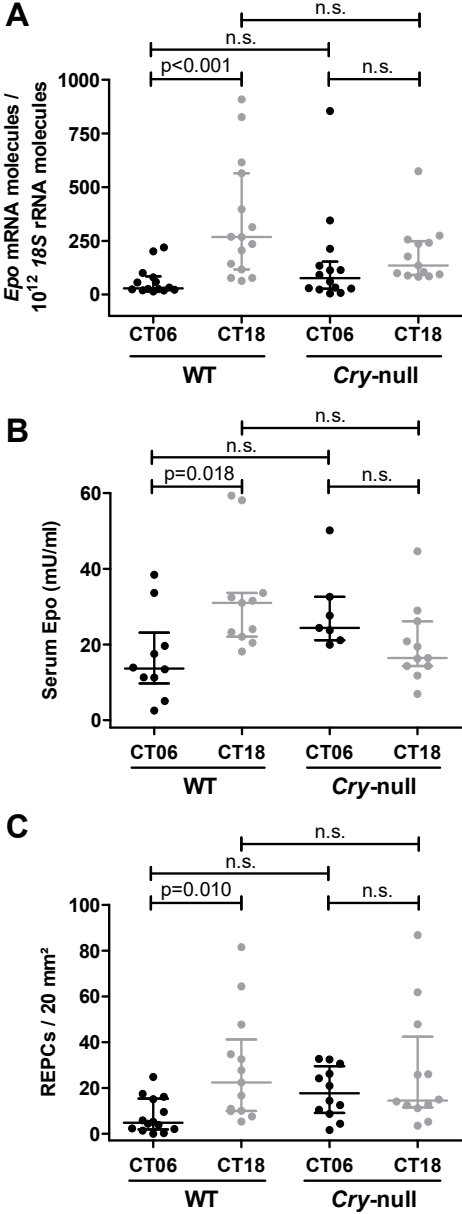 A
n.s.
n.s.
p<0.001
n.s.
Epo mRNA molecules /
10¹² 18S rRNA molecules
1000
750
500
250
0
CT06 CT18 CT06 CT18
WT Cry-null
B
n.s.
n.s.
p=0.018
n.s.
Serum Epo (mU/ml)
60
40
20
0
CT06 CT18 CT06 CT18
WT Cry-null
C
n.s.
n.s.
p=0.010
n.s.
REPCs / 20 mm²
100
80
60
40
20
0
CT06 CT18 CT06 CT18
WT Cry-null